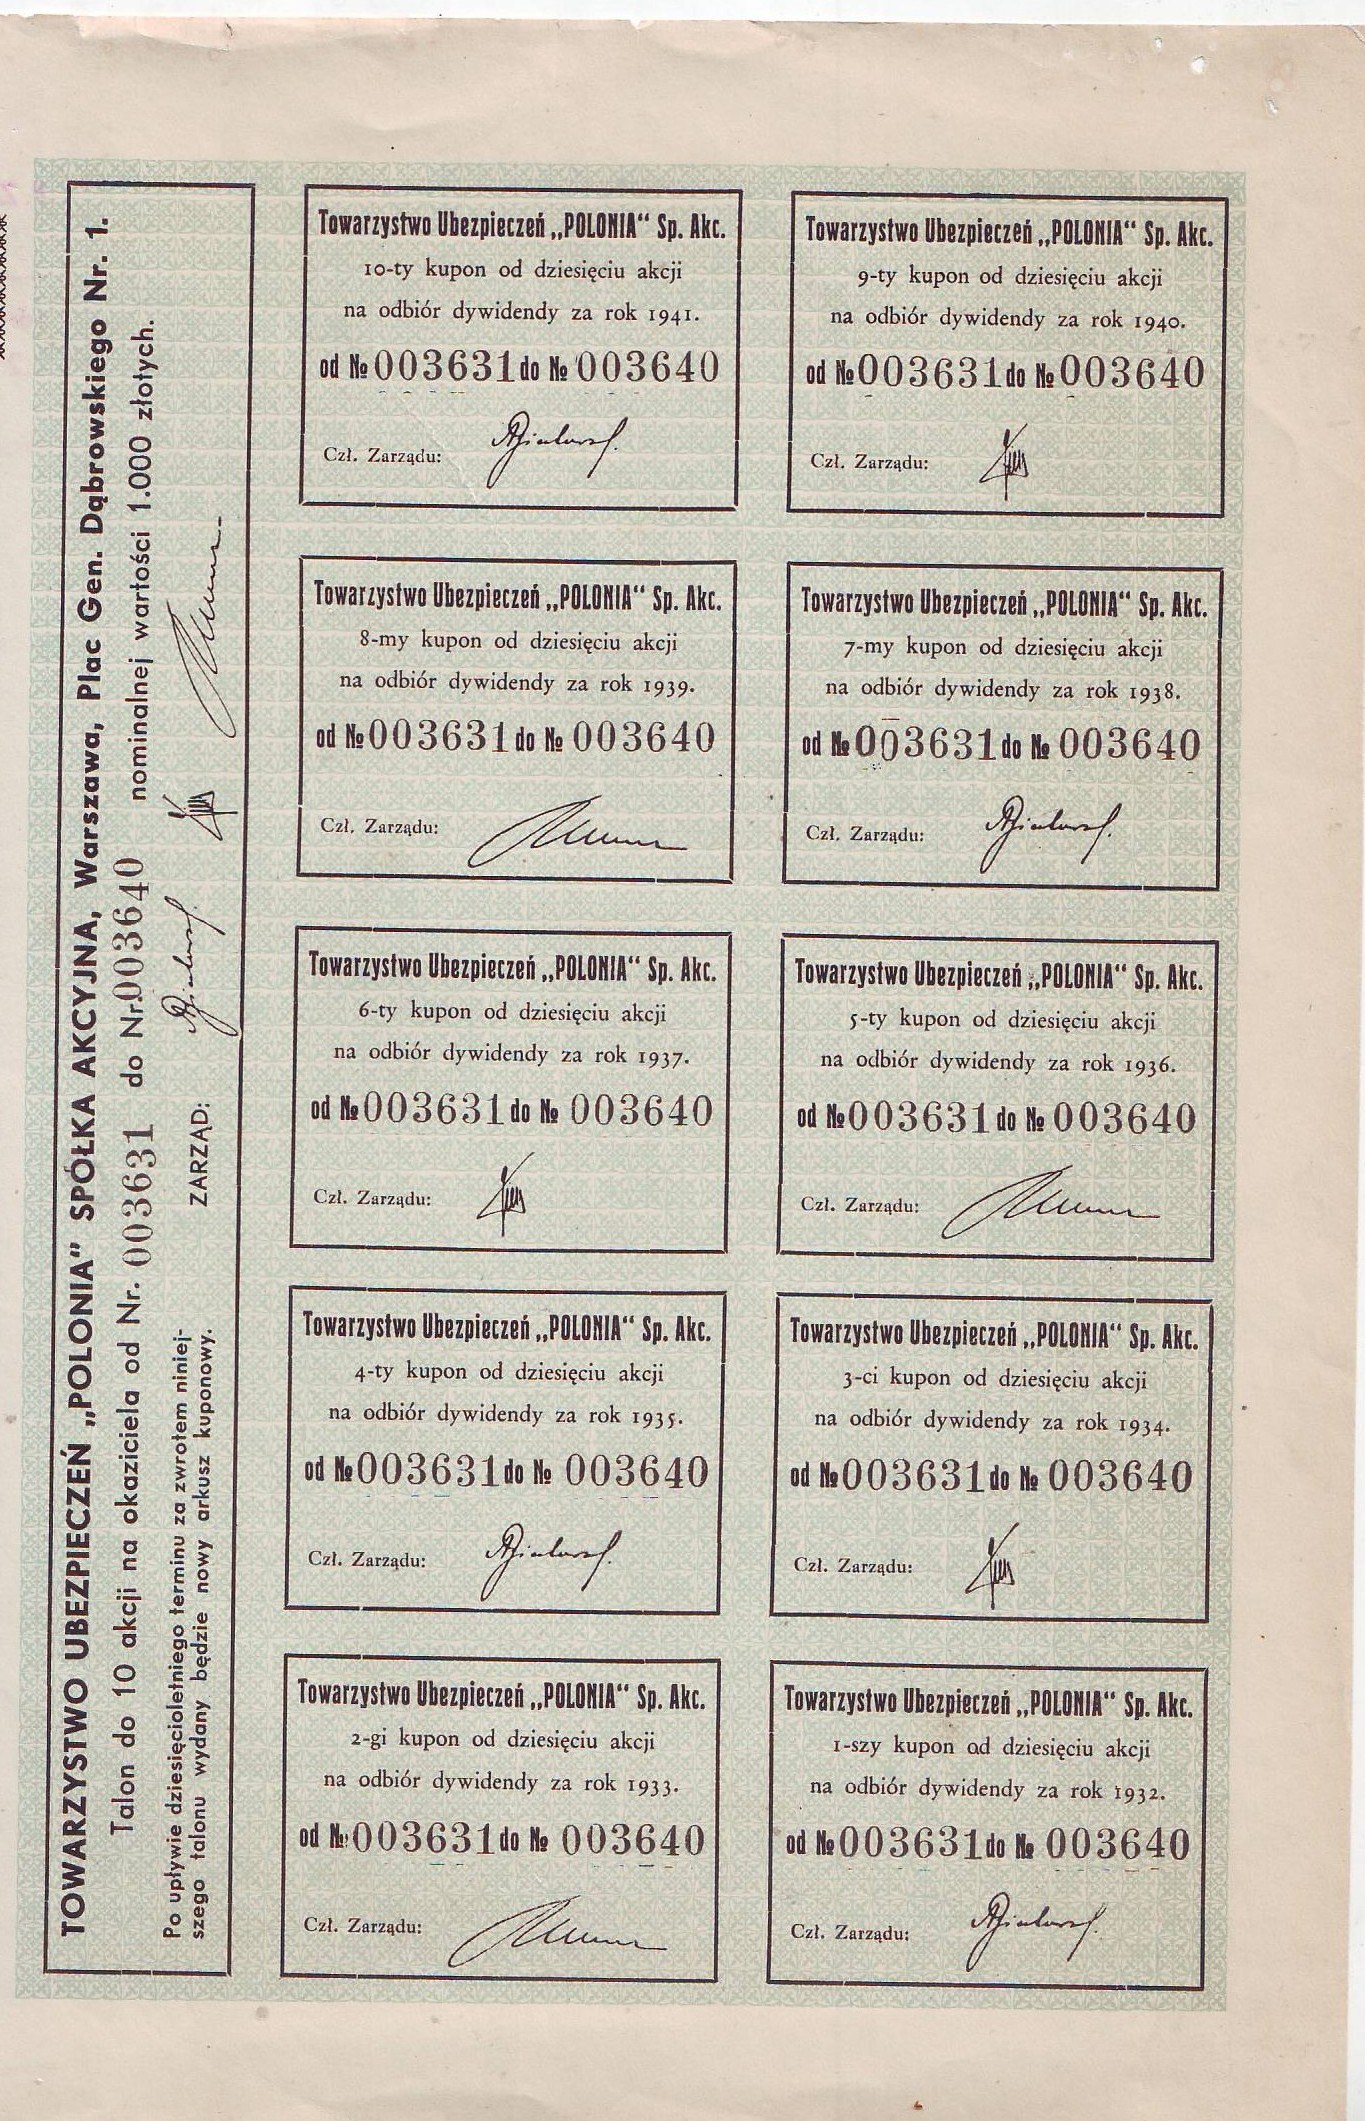 TOWARZYSTWO UBEZPIECZEŃ „POLONIA” SPÓŁKA AKCYJNA, Warszawa, Plac Gen. Dąbrowskiego Nr. 1.
Talon do 10 akcji na okaziciela od Nr. 003631 do Nr. 003640 nominalnej wartości 1.000 złotych.
Po upływie dziesięcioletniego terminu za zwrotem niniej-
szego talonu wydany będzie nowy arkusz kuponowy.
ZARZĄD:
Towarzystwo Ubezpieczeń „POLONIA“ Sp. Akc.
10-ty kupon od dziesięciu akcji
na odbiór dywidendy za rok 1941.
od № 003631 do № 003640
Czł. Zarządu:
Towarzystwo Ubezpieczeń „POLONIA“ Sp. Akc.
9-ty kupon od dziesięciu akcji
na odbiór dywidendy za rok 1940.
od № 003631 do № 003640
Czł. Zarządu:
Towarzystwo Ubezpieczeń „POLONIA“ Sp. Akc.
8-my kupon od dziesięciu akcji
na odbiór dywidendy za rok 1939.
od № 003631 do № 003640
Czł. Zarządu:
Towarzystwo Ubezpieczeń „POLONIA“ Sp. Akc.
7-my kupon od dziesięciu akcji
na odbiór dywidendy za rok 1938.
od № 003631 do № 003640
Czł. Zarządu:
Towarzystwo Ubezpieczeń „POLONIA“ Sp. Akc.
6-ty kupon od dziesięciu akcji
na odbiór dywidendy za rok 1937.
od № 003631 do № 003640
Czł. Zarządu:
Towarzystwo Ubezpieczeń „POLONIA“ Sp. Akc.
5-ty kupon od dziesięciu akcji
na odbiór dywidendy za rok 1936.
od № 003631 do № 003640
Czł. Zarządu:
Towarzystwo Ubezpieczeń „POLONIA“ Sp. Akc.
4-ty kupon od dziesięciu akcji
na odbiór dywidendy za rok 1935.
od № 003631 do № 003640
Czł. Zarządu:
Towarzystwo Ubezpieczeń „POLONIA“ Sp. Akc.
3-ci kupon od dziesięciu akcji
na odbiór dywidendy za rok 1934.
od № 003631 do № 003640
Czł. Zarządu:
Towarzystwo Ubezpieczeń „POLONIA“ Sp. Akc.
2-gi kupon od dziesięciu akcji
na odbiór dywidendy za rok 1933.
od № 003631 do № 003640
Czł. Zarządu:
Towarzystwo Ubezpieczeń „POLONIA“ Sp. Akc.
1-szy kupon od dziesięciu akcji
na odbiór dywidendy za rok 1932.
od № 003631 do № 003640
Czł. Zarządu: